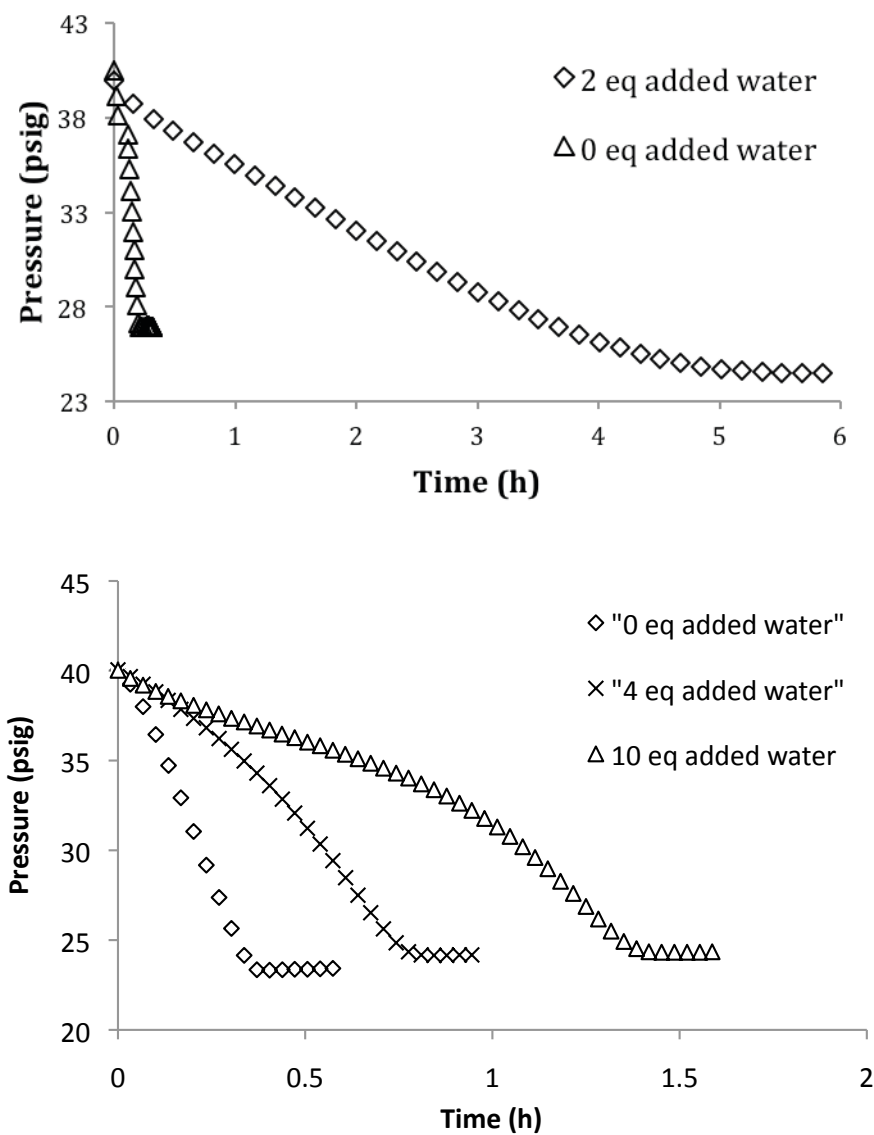 43
38
33
28
23
Pressure (psig)
2 eq added water
0 eq added water
0 1 2 3 4 5 6
Time (h)
45
40
35
30
25
20
Pressure (psig)
"0 eq added water"
"4 eq added water"
10 eq added water
0 0.5 1 1.5 2
Time (h)